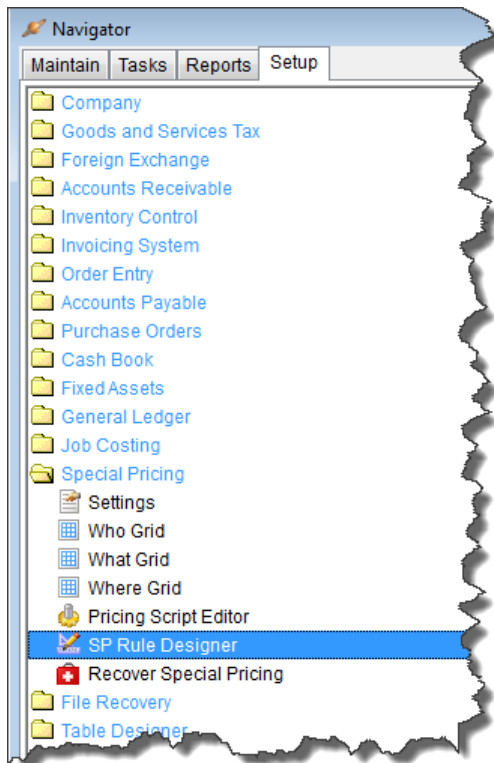 Navigator
Maintain Tasks Reports Setup
Company
Goods and Services Tax
Foreign Exchange
Accounts Receivable
Inventory Control
Invoicing System
Order Entry
Accounts Payable
Purchase Orders
Cash Book
Fixed Assets
General Ledger
Job Costing
Special Pricing
Settings
Who Grid
What Grid
Where Grid
Pricing Script Editor
SP Rule Designer
Recover Special Pricing
File Recovery
Table Designer